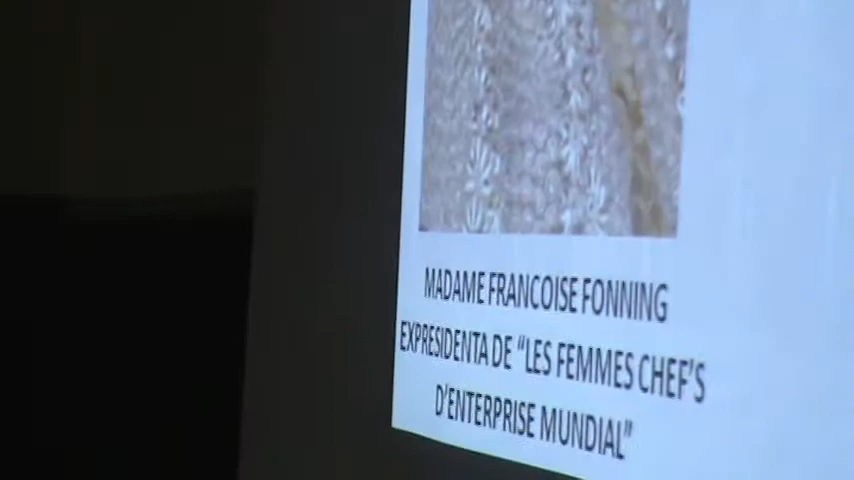 MADAME FRANCOISE FONNING
EXPRESIDENTA DE “LES FEMMES CHEF’S
D’ENTERPRISE MUNDIAL”